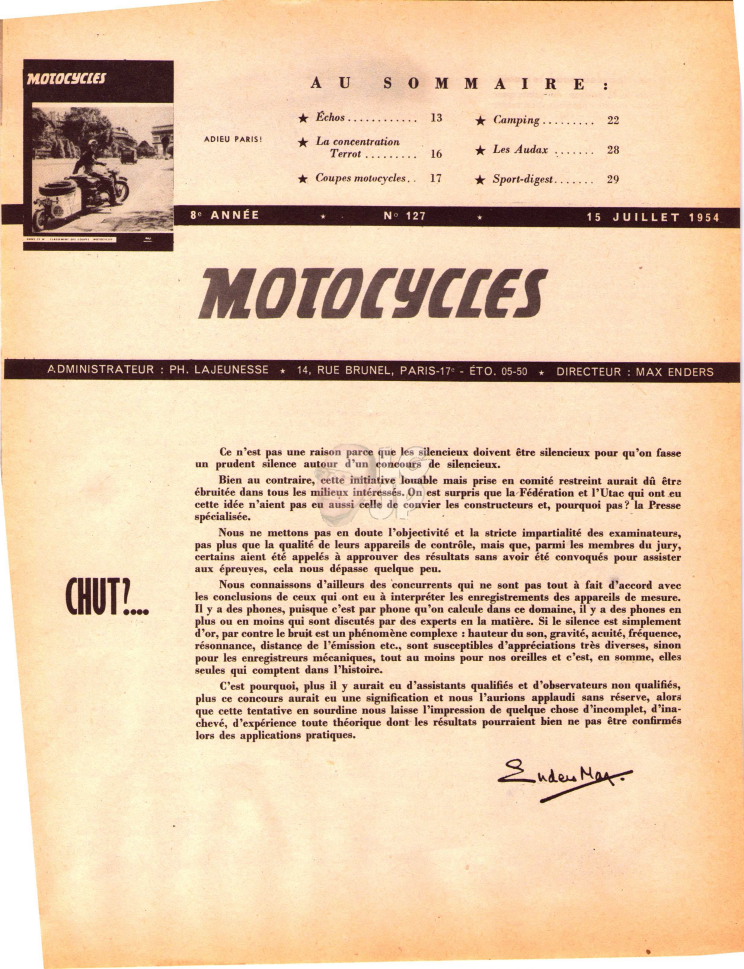 MOTOCYCLES
AU SOMMAIRE :
ADIEU PARIS !
★ Échos ............ 13
★ La concentration
Terrot ......... 16
★ Coupes motocycles.. 17
★ Camping ......... 22
★ Les Audax ....... 28
★ Sport-digest....... 29
8e ANNÉE ★ N° 127 ★ 15 JUILLET 1954
MOTOCYCLES
ADMINISTRATEUR : PH. LAJEUNESSE ★ 14, RUE BRUNEL, PARIS-17e - ÉTO. 05-50 ★ DIRECTEUR : MAX ENDERS
CHUT?...
Ce n'est pas une raison parce que les silencieux doivent être silencieux pour qu'on fasse
un prudent silence autour d'un concours de silencieux.
Bien au contraire, cette initiative louable mais prise en comité restreint aurait dû être
ébruitée dans tous les milieux intéressés. On est surpris que la Fédération et l'Utac qui ont eu
cette idée n'aient pas eu aussi celle de convier les constructeurs et, pourquoi pas ? la Presse
spécialisée.
Nous ne mettons pas en doute l'objectivité et la stricte impartialité des examinateurs,
pas plus que la qualité de leurs appareils de contrôle, mais que, parmi les membres du jury,
certains aient été appelés à approuver des résultats sans avoir été convoqués pour assister
aux épreuves, cela nous dépasse quelque peu.
Nous connaissons d'ailleurs des concurrents qui ne sont pas tout à fait d'accord avec
les conclusions de ceux qui ont eu à interpréter les enregistrements des appareils de mesure.
Il y a des phones, puisque c'est par phone qu'on calcule dans ce domaine, il y a des phones en
plus ou en moins qui sont discutés par des experts en la matière. Si le silence est simplement
d'or, par contre le bruit est un phénomène complexe : hauteur du son, gravité, acuité, fréquence,
résonnance, distance de l'émission etc., sont susceptibles d'appréciations très diverses, sinon
pour les enregistreurs mécaniques, tout au moins pour nos oreilles et c'est, en somme, elles
seules qui comptent dans l'histoire.
C'est pourquoi, plus il y aurait eu d'assistants qualifiés et d'observateurs non qualifiés,
plus ce concours aurait eu une signification et nous l'aurions applaudi sans réserve, alors
que cette tentative en sourdine nous laisse l'impression de quelque chose d'incomplet, d'ina-
chevé, d'expérience toute théorique dont les résultats pourraient bien ne pas être confirmés
lors des applications pratiques.
Enders Max.